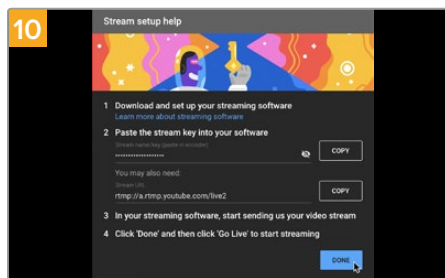 10
Stream setup help
1 Download and set up your streaming software
Learn more about streaming software
2 Paste the stream key into your software
Stream name/key (paste in encoder)
•••••••••••••••••••
COPY
You may also need:
Stream URL
rtmp://a.rtmp.youtube.com/live2
COPY
3 In your streaming software, start sending us your video stream
4 Click 'Done' and then click 'Go Live' to start streaming
DONE